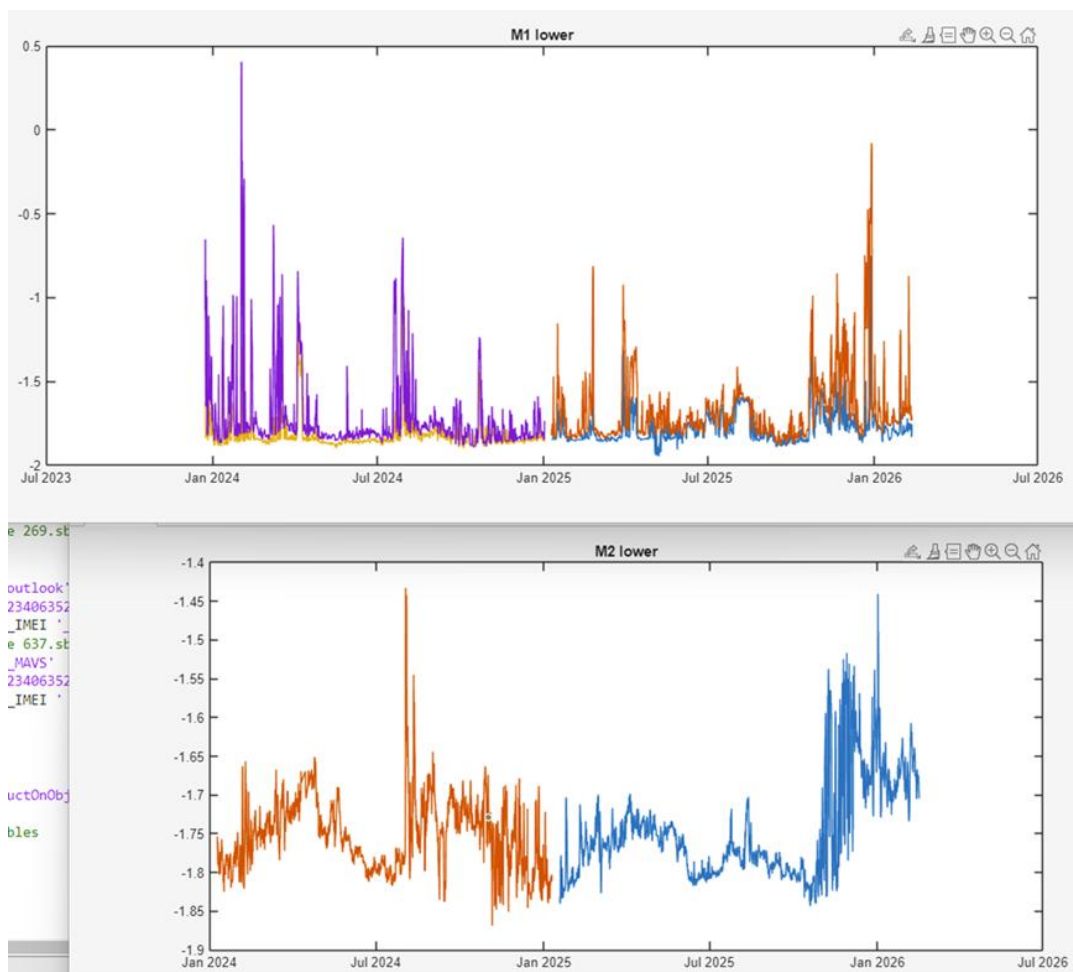 M1 lower
0.5
0
-0.5
-1
-1.5
-2
Jul 2023 Jan 2024 Jul 2024 Jan 2025 Jul 2025 Jan 2026 Jul 2026
e 269.sb
outlook'
23406352
_IMEI '_
e 637.sb
_MAVS'
23406352
_IMEI '
uctOnObj
bles
M2 lower
-1.4
-1.45
-1.5
-1.55
-1.6
-1.65
-1.7
-1.75
-1.8
-1.85
-1.9
Jan 2024 Jul 2024 Jan 2025 Jul 2025 Jan 2026 Jul 2026